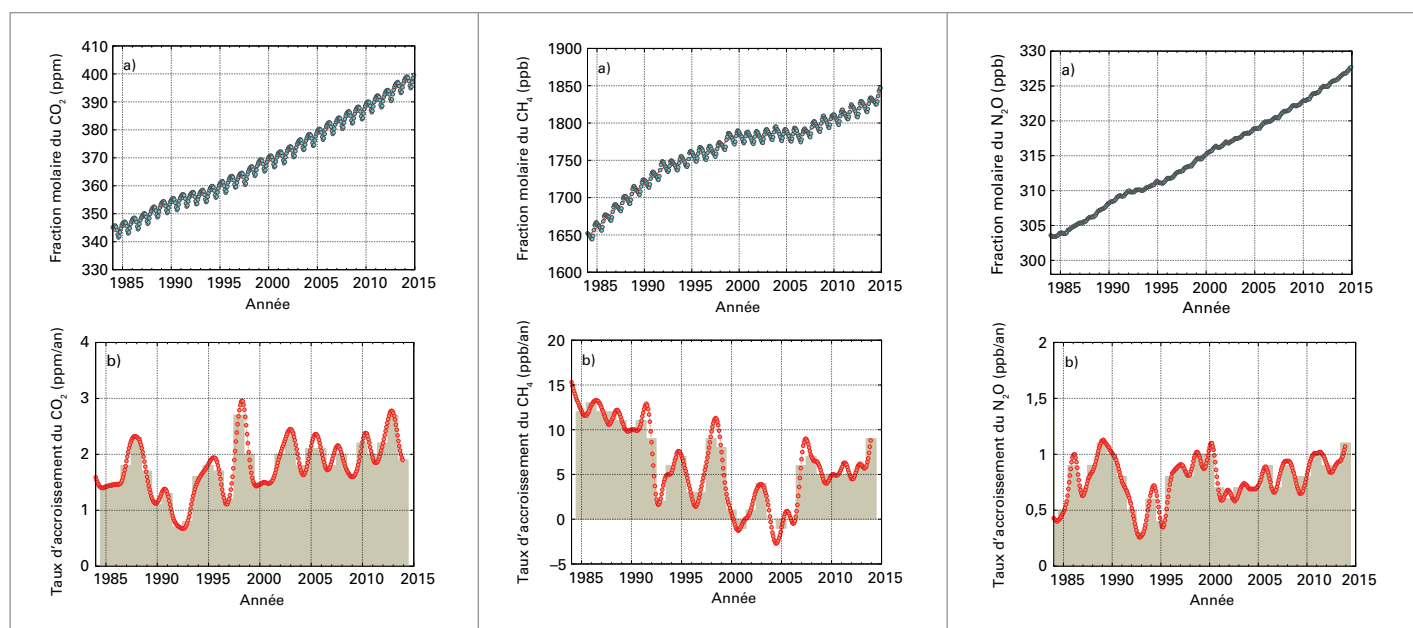 Fraction molaire du CO2 (ppm)
a)
410
400
390
380
370
360
350
340
330
1985 1990 1995 2000 2005 2010 2015
Année
Taux d'accroissement du CO2 (ppm/an)
b)
4
3
2
1
0
1985 1990 1995 2000 2005 2010 2015
Année
Fraction molaire du CH4 (ppb)
a)
1900
1850
1800
1750
1700
1650
1600
1985 1990 1995 2000 2005 2010 2015
Année
Taux d'accroissement du CH4 (ppb/an)
b)
20
15
10
5
0
–5
1985 1990 1995 2000 2005 2010 2015
Année
Fraction molaire du N2O (ppb)
a)
330
325
320
315
310
305
300
1985 1990 1995 2000 2005 2010 2015
Année
Taux d'accroissement du N2O (ppb/an)
b)
2
1,5
1
0,5
0
1985 1990 1995 2000 2005 2010 2015
Année